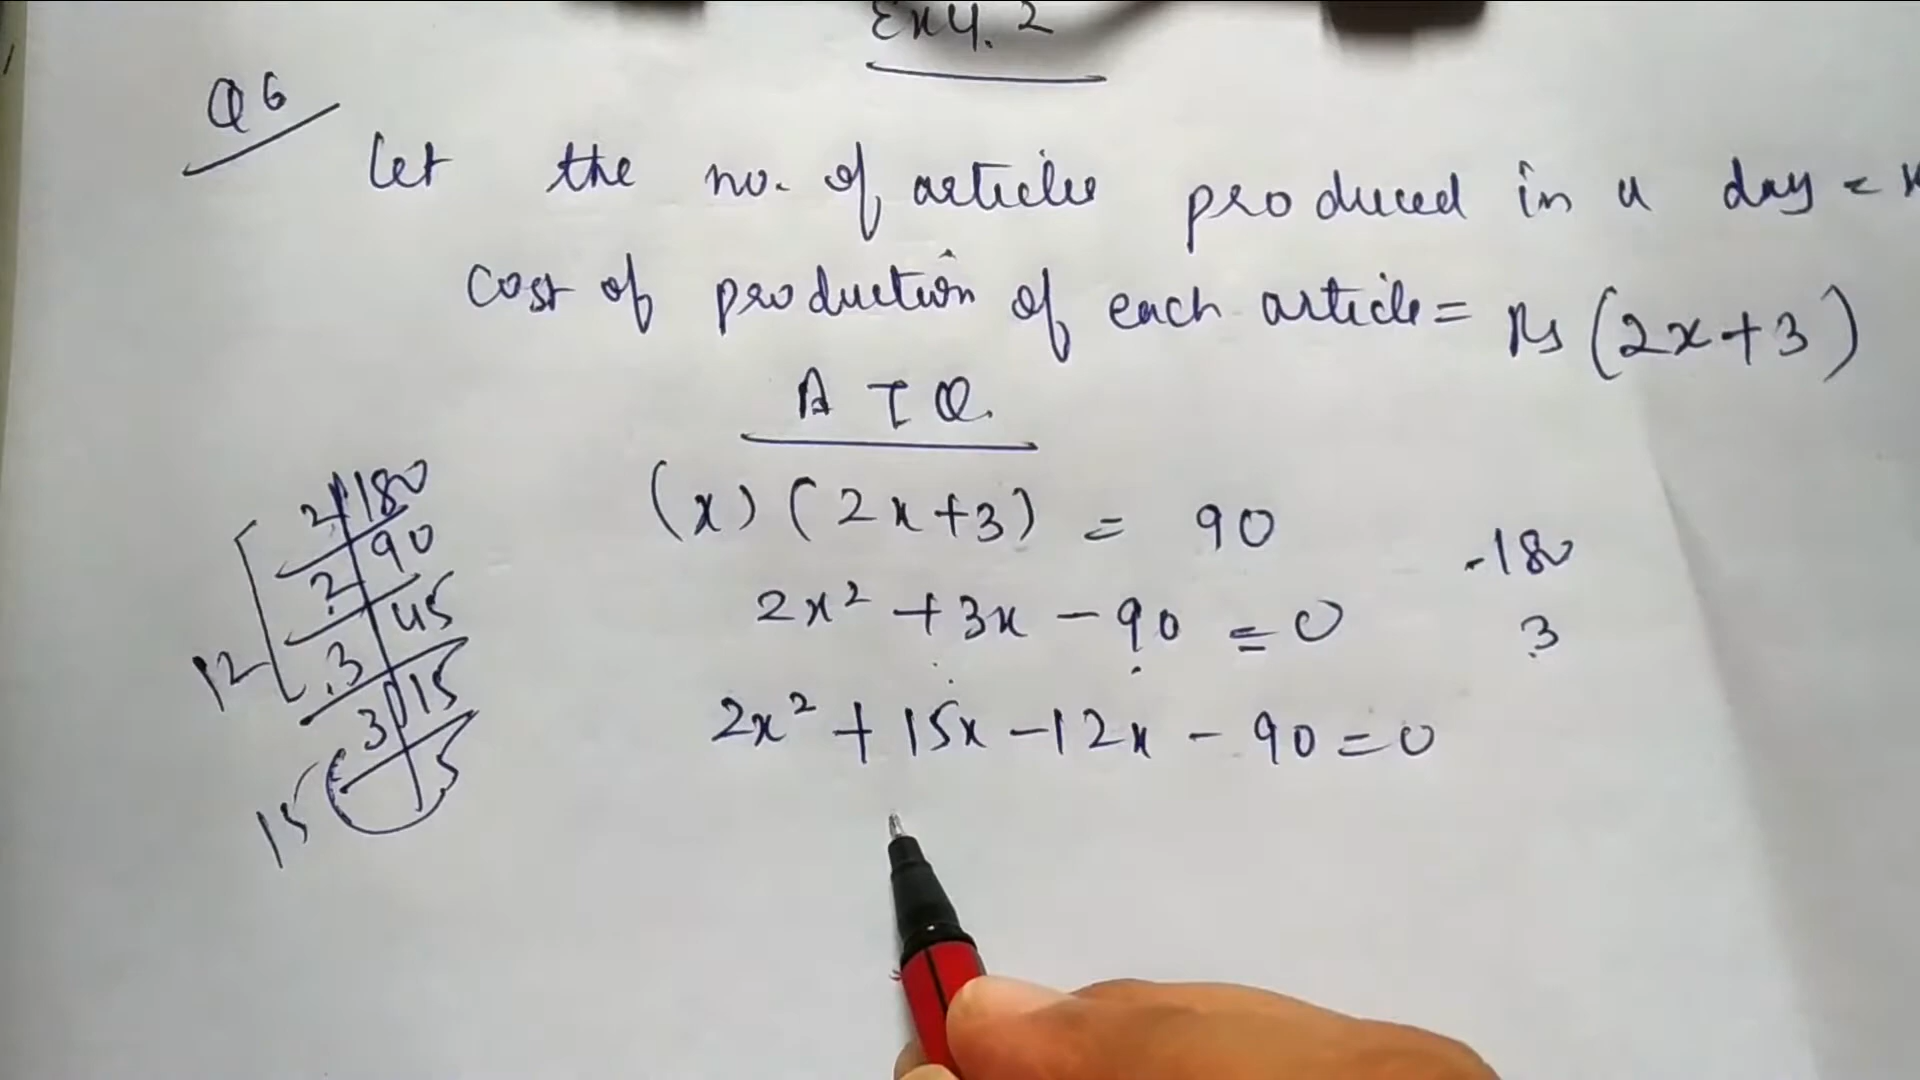 Ex 4.2
Q6
Let the no. of articles produced in a day = x
Cost of production of each article = Rs (2x+3)
A T Q.
(x) (2x+3) = 90
2x² + 3x - 90 = 0
2x² + 15x - 12x - 90 = 0
-180
3
2 180
2 90
3 45
3 15
5
12
15